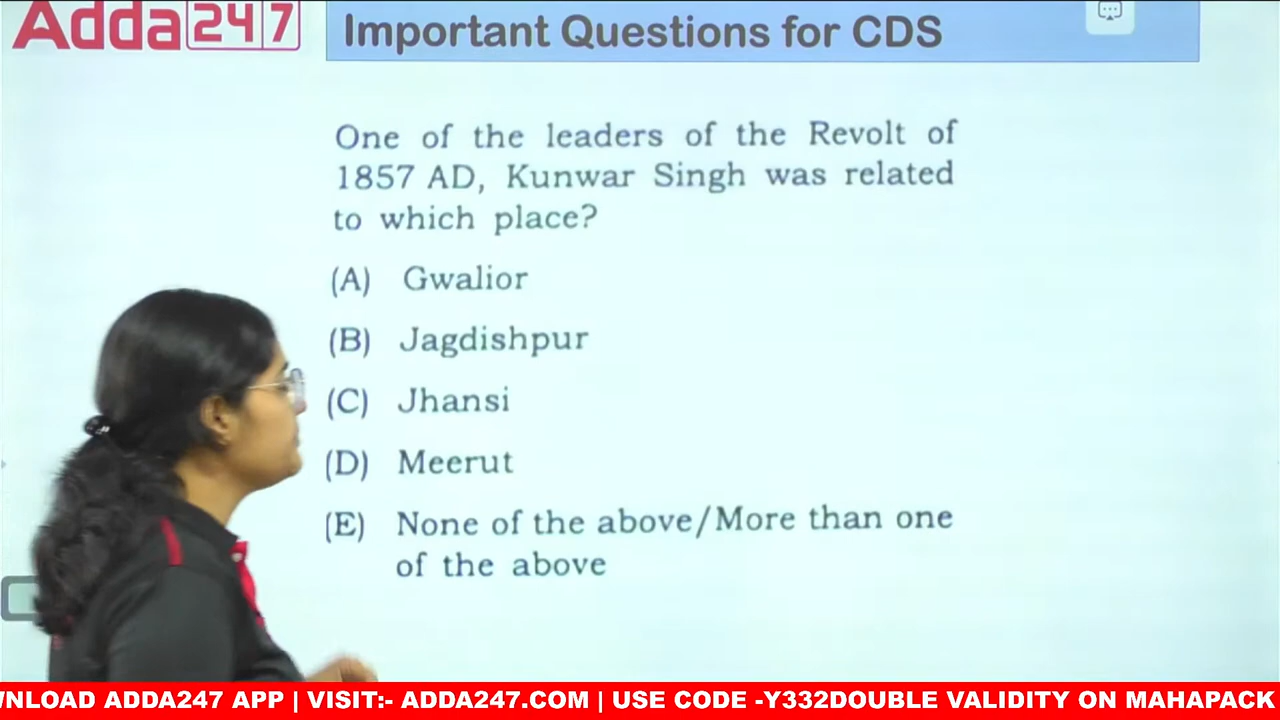 Adda247
Important Questions for CDS
One of the leaders of the Revolt of
1857 AD, Kunwar Singh was related
to which place?
(A) Gwalior
(B) Jagdishpur
(C) Jhansi
(D) Meerut
(E) None of the above/More than one
of the above
WNLOAD ADDA247 APP | VISIT:- ADDA247.COM | USE CODE -Y332DOUBLE VALIDITY ON MAHAPACK